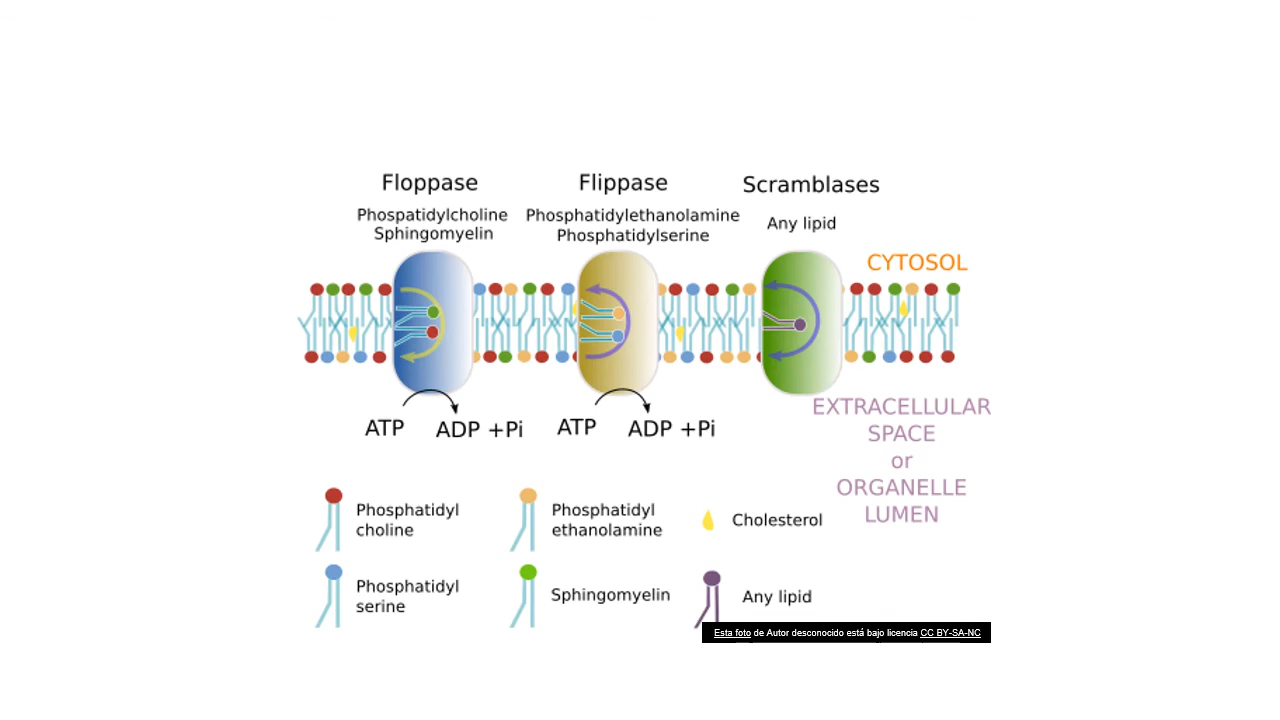 Floppase
Phospatidylcholine
Sphingomyelin
Flippase
Phosphatidylethanolamine
Phosphatidylserine
Scramblases
Any lipid
CYTOSOL
ATP
ADP +Pi
ATP
ADP +Pi
EXTRACELLULAR
SPACE
or
ORGANELLE
LUMEN
Phosphatidyl
choline
Phosphatidyl
ethanolamine
Cholesterol
Phosphatidyl
serine
Sphingomyelin
Any lipid
Esta foto de Autor desconocido está bajo licencia CC BY-SA-NC